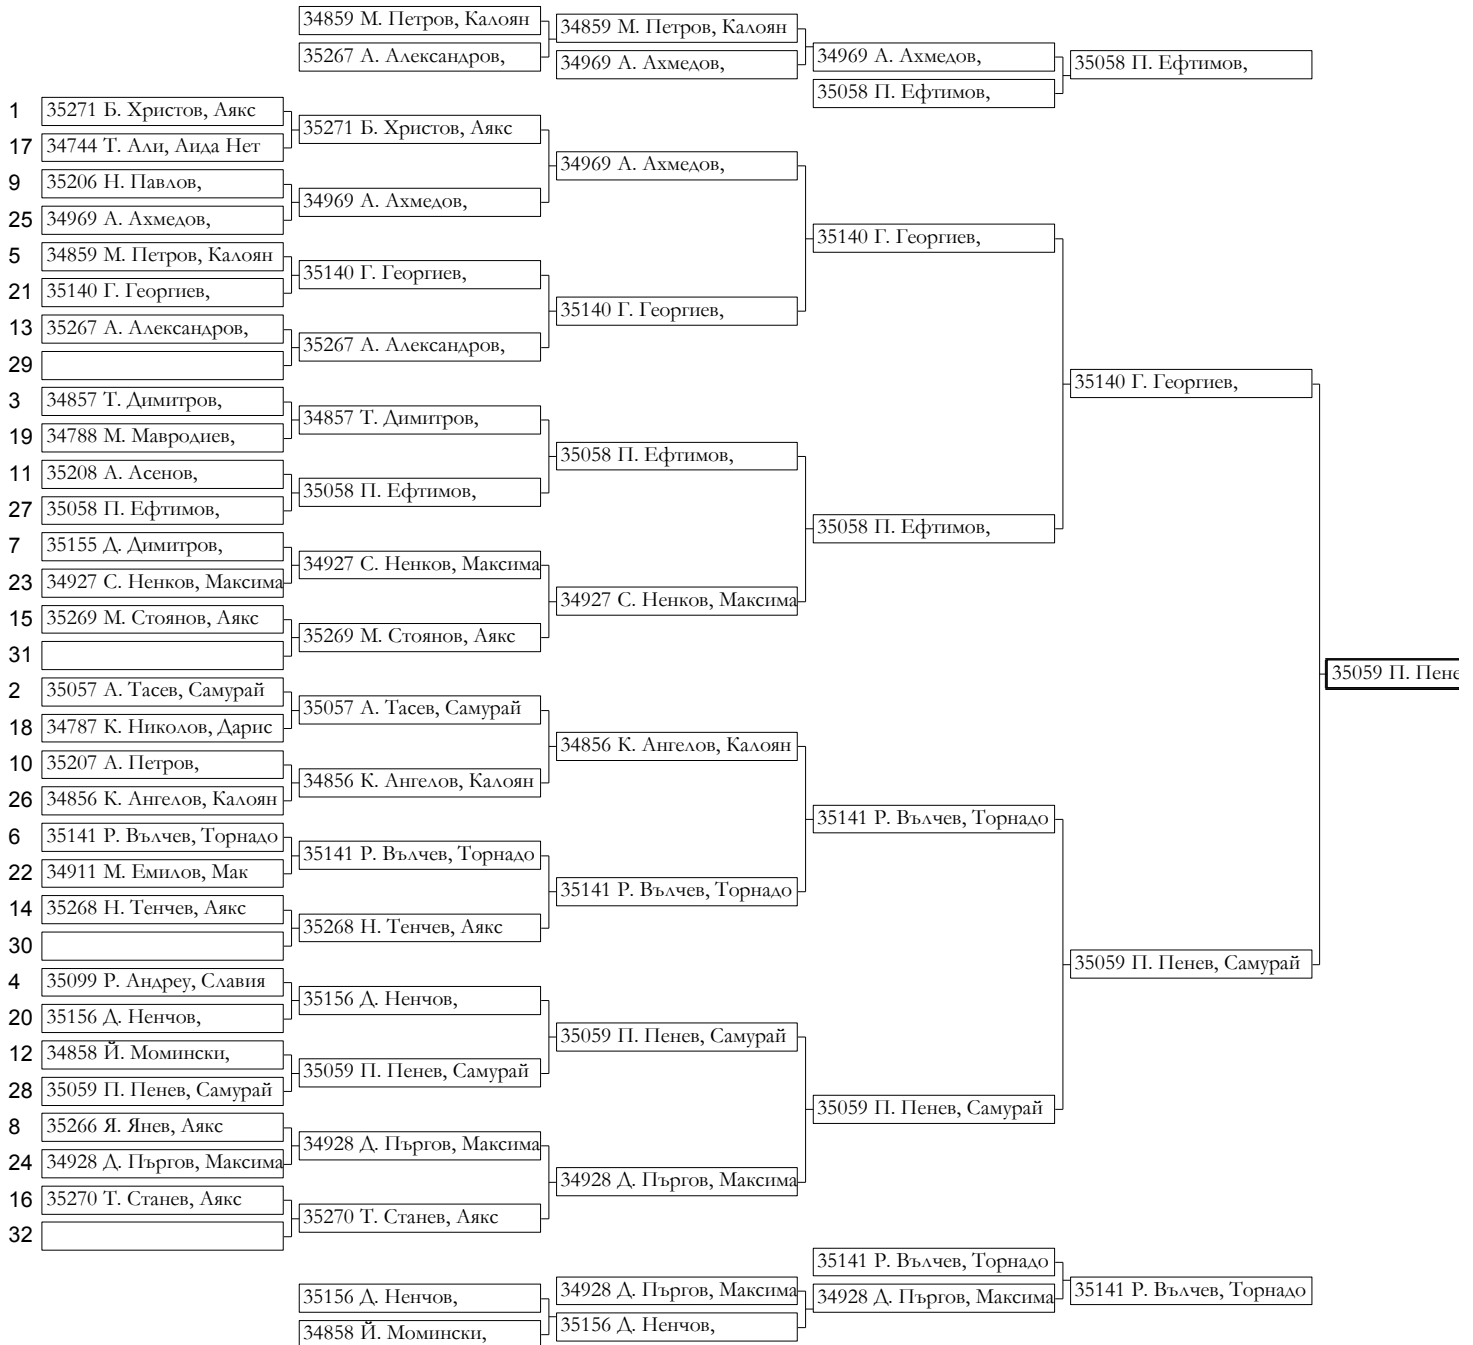 34859 М. Петров, Калоян
35267 А. Александров,
34859 М. Петров, Калоян
34969 А. Ахмедов,
34969 А. Ахмедов,
35058 П. Ефтимов,
35058 П. Ефтимов,
1 35271 Б. Христов, Аякс
17 34744 Т. Али, Аида Нет
9 35206 Н. Павлов,
25 34969 А. Ахмедов,
5 34859 М. Петров, Калоян
21 35140 Г. Георгиев,
13 35267 А. Александров,
29
3 34857 Т. Димитров,
19 34788 М. Мавродиев,
11 35208 А. Асенов,
27 35058 П. Ефтимов,
7 35155 Д. Димитров,
23 34927 С. Ненков, Максима
15 35269 М. Стоянов, Аякс
31
2 35057 А. Тасев, Самурай
18 34787 К. Николов, Дарис
10 35207 А. Петров,
26 34856 К. Ангелов, Калоян
6 35141 Р. Вълчев, Торнадо
22 34911 М. Емилов, Мак
14 35268 Н. Тенчев, Аякс
30
4 35099 Р. Андреу, Славия
20 35156 Д. Ненчов,
12 34858 Й. Момински,
28 35059 П. Пенев, Самурай
8 35266 Я. Янев, Аякс
24 34928 Д. Пъргов, Максима
16 35270 Т. Станев, Аякс
32
35271 Б. Христов, Аякс
34969 А. Ахмедов,
35140 Г. Георгиев,
35267 А. Александров,
34857 Т. Димитров,
35058 П. Ефтимов,
34927 С. Ненков, Максима
35269 М. Стоянов, Аякс
35057 А. Тасев, Самурай
34856 К. Ангелов, Калоян
35141 Р. Вълчев, Торнадо
35268 Н. Тенчев, Аякс
35156 Д. Ненчов,
35059 П. Пенев, Самурай
34928 Д. Пъргов, Максима
35270 Т. Станев, Аякс
34969 А. Ахмедов,
35140 Г. Георгиев,
35058 П. Ефтимов,
34927 С. Ненков, Максима
34856 К. Ангелов, Калоян
35141 Р. Вълчев, Торнадо
35059 П. Пенев, Самурай
34928 Д. Пъргов, Максима
35140 Г. Георгиев,
35058 П. Ефтимов,
35141 Р. Вълчев, Торнадо
35059 П. Пенев, Самурай
35140 Г. Георгиев,
35059 П. Пенев, Самурай
35059 П. Пене
35156 Д. Ненчов,
34858 Й. Момински,
34928 Д. Пъргов, Максима
35156 Д. Ненчов,
35141 Р. Вълчев, Торнадо
34928 Д. Пъргов, Максима
35141 Р. Вълчев, Торнадо